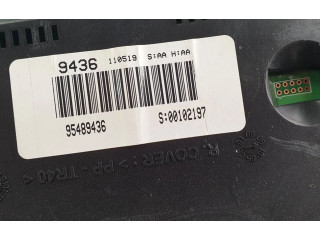 9436 110519 S:AA H:AA
95489436 S:00102197
R. COVER : >PP-TR40<